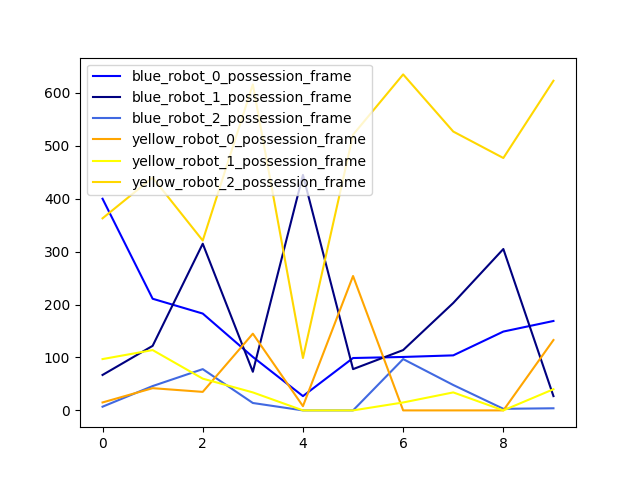 600
500
400
300
200
100
0
0 2 4 6 8
blue_robot_0_possession_frame
blue_robot_1_possession_frame
blue_robot_2_possession_frame
yellow_robot_0_possession_frame
yellow_robot_1_possession_frame
yellow_robot_2_possession_frame